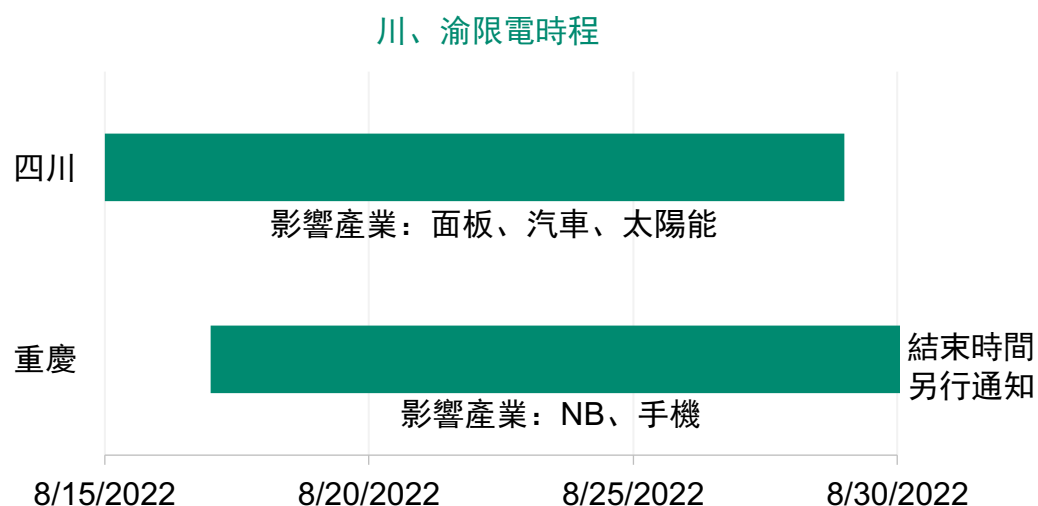 川、渝限電時程
四川
影響產業：面板、汽車、太陽能
重慶
結束時間
另行通知
影響產業：NB、手機
8/15/2022
8/20/2022
8/25/2022
8/30/2022